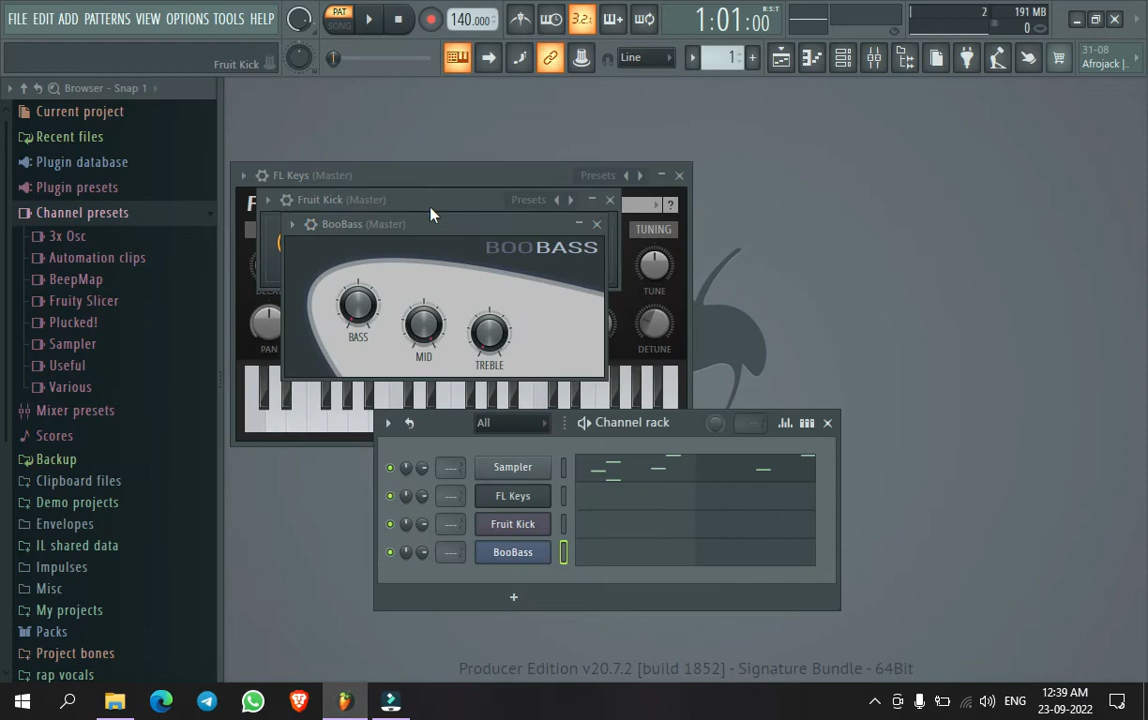 FILE EDIT ADD PATTERNS VIEW OPTIONS TOOLS HELP
PAT
SONG
140.000
3.2.
1:01:00
B:S:T
2
191 MB
0
Fruit Kick
Line
1
31-08
Afrojack |..
Browser - Snap 1
Current project
Recent files
Plugin database
Plugin presets
Channel presets
3x Osc
Automation clips
BeepMap
Fruity Slicer
Plucked!
Sampler
Useful
Various
Mixer presets
Scores
Backup
Clipboard files
Demo projects
Envelopes
IL shared data
Impulses
Misc
My projects
Packs
Project bones
rap vocals
FL Keys (Master)
Presets
Fruit Kick (Master)
Presets
BooBass (Master)
?
BOOBASS
BASS
MID
TREBLE
PAN
TUNING
TUNE
DETUNE
All
Channel rack
Sampler
FL Keys
Fruit Kick
BooBass
+
Producer Edition v20.7.2 [build 1852] - Signature Bundle - 64Bit
ENG
12:39 AM
23-09-2022